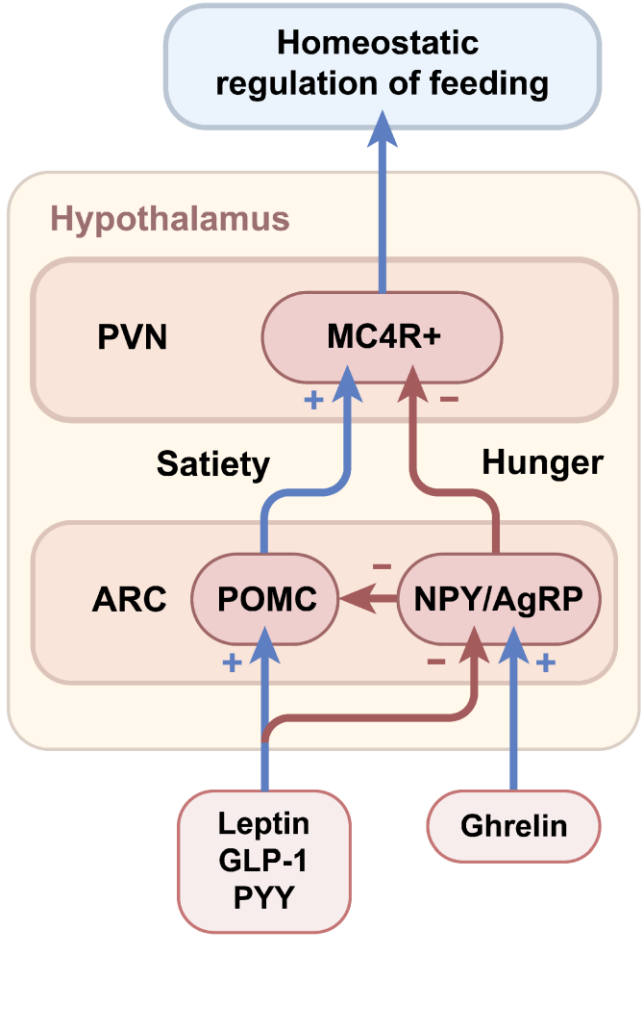 Homeostatic
regulation of feeding
Hypothalamus
PVN
MC4R+
+
−
Satiety
Hunger
−
ARC
POMC
NPY/AgRP
+
−
+
Leptin
GLP-1
PYY
Ghrelin